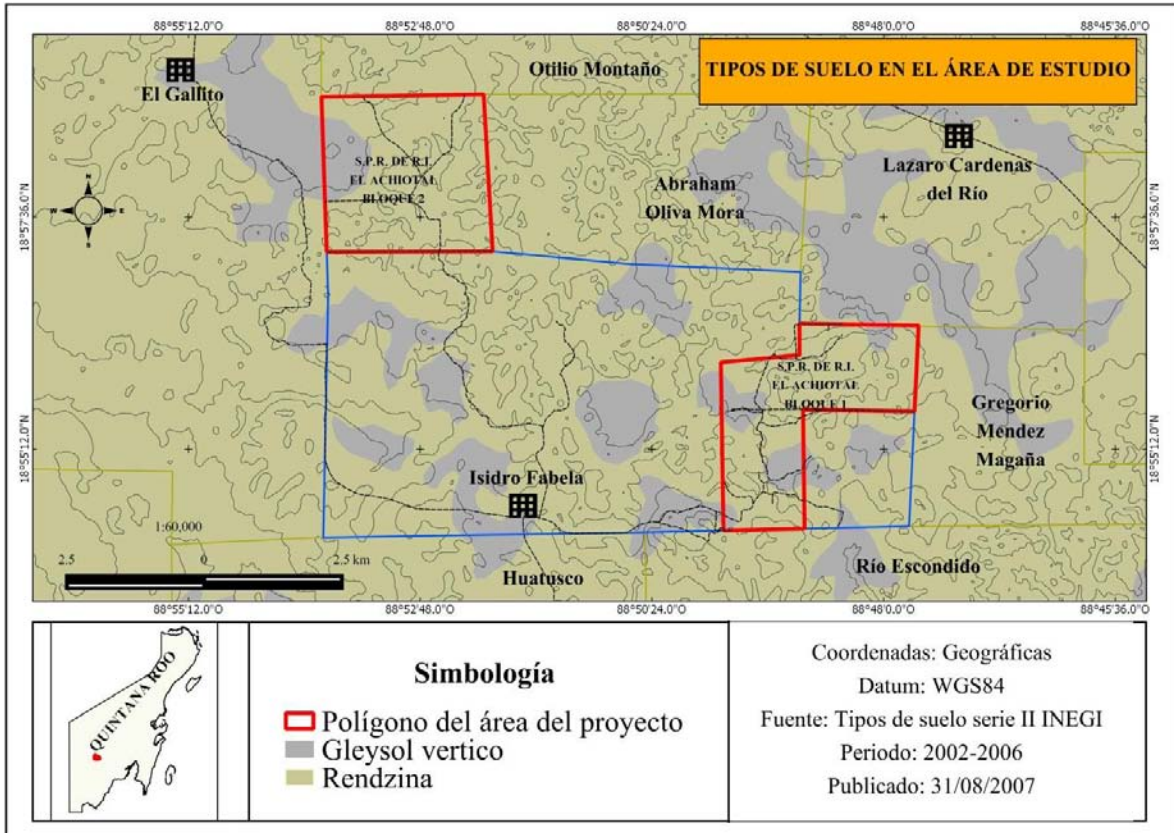 88°55'12.0"O
88°52'48.0"O
88°50'24.0"O
88°48'0.0"O
88°45'36.0"O
TIPOS DE SUELO EN EL ÁREA DE ESTUDIO
El Gallito
Otilio Montaño
Lazaro Cardenas
del Río
S.P.R. DE R.I.
EL ACHIOTAL
BLOQUE 2
Abraham
Oliva Mora
N
W
E
S
18°57'36.0"N
18°57'36.0"N
S.P.R. DE R.I.
EL ACHIOTAL
BLOQUE 1
Gregorio
Mendez
Magaña
18°55'12.0"N
18°55'12.0"N
Isidro Fabela
1:60,000
2.5
0
2.5 km
Huatusco
Río Escondido
88°55'12.0"O
88°52'48.0"O
88°50'24.0"O
88°48'0.0"O
88°45'36.0"O
QUINTANA ROO
Simbología
Polígono del área del proyecto
Gleysol vertico
Rendzina
Coordenadas: Geográficas
Datum: WGS84
Fuente: Tipos de suelo serie II INEGI
Periodo: 2002-2006
Publicado: 31/08/2007